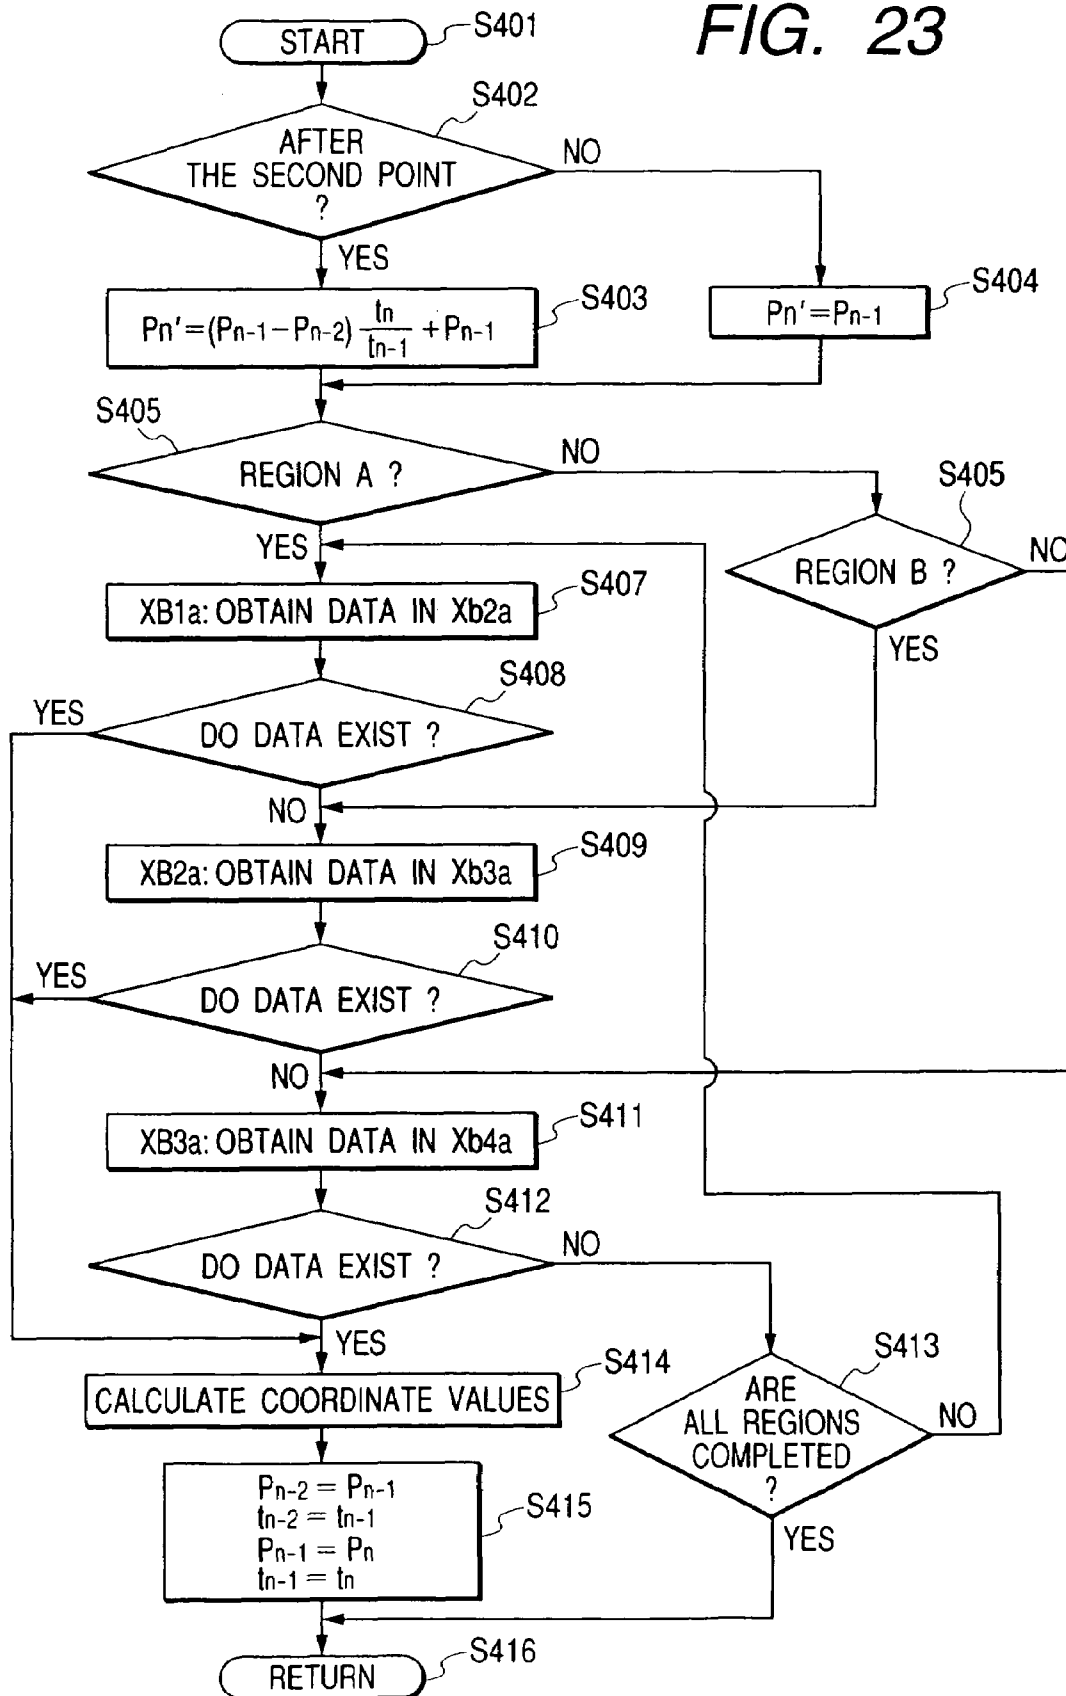 FIG. 23
START
S401
S402
AFTER
THE SECOND POINT
?
NO
YES
S403
Pn'=(Pn-1−Pn-2) tn/tn-1 +Pn-1
S404
Pn'=Pn-1
S405
REGION A ?
NO
YES
S405
REGION B ?
NO
YES
S407
XB1a: OBTAIN DATA IN Xb2a
S408
DO DATA EXIST ?
YES
NO
S409
XB2a: OBTAIN DATA IN Xb3a
S410
DO DATA EXIST ?
YES
NO
S411
XB3a: OBTAIN DATA IN Xb4a
S412
DO DATA EXIST ?
NO
YES
S413
ARE
ALL REGIONS
COMPLETED
?
NO
YES
S414
CALCULATE COORDINATE VALUES
S415
Pn-2 = Pn-1
tn-2 = tn-1
Pn-1 = Pn
tn-1 = tn
S416
RETURN